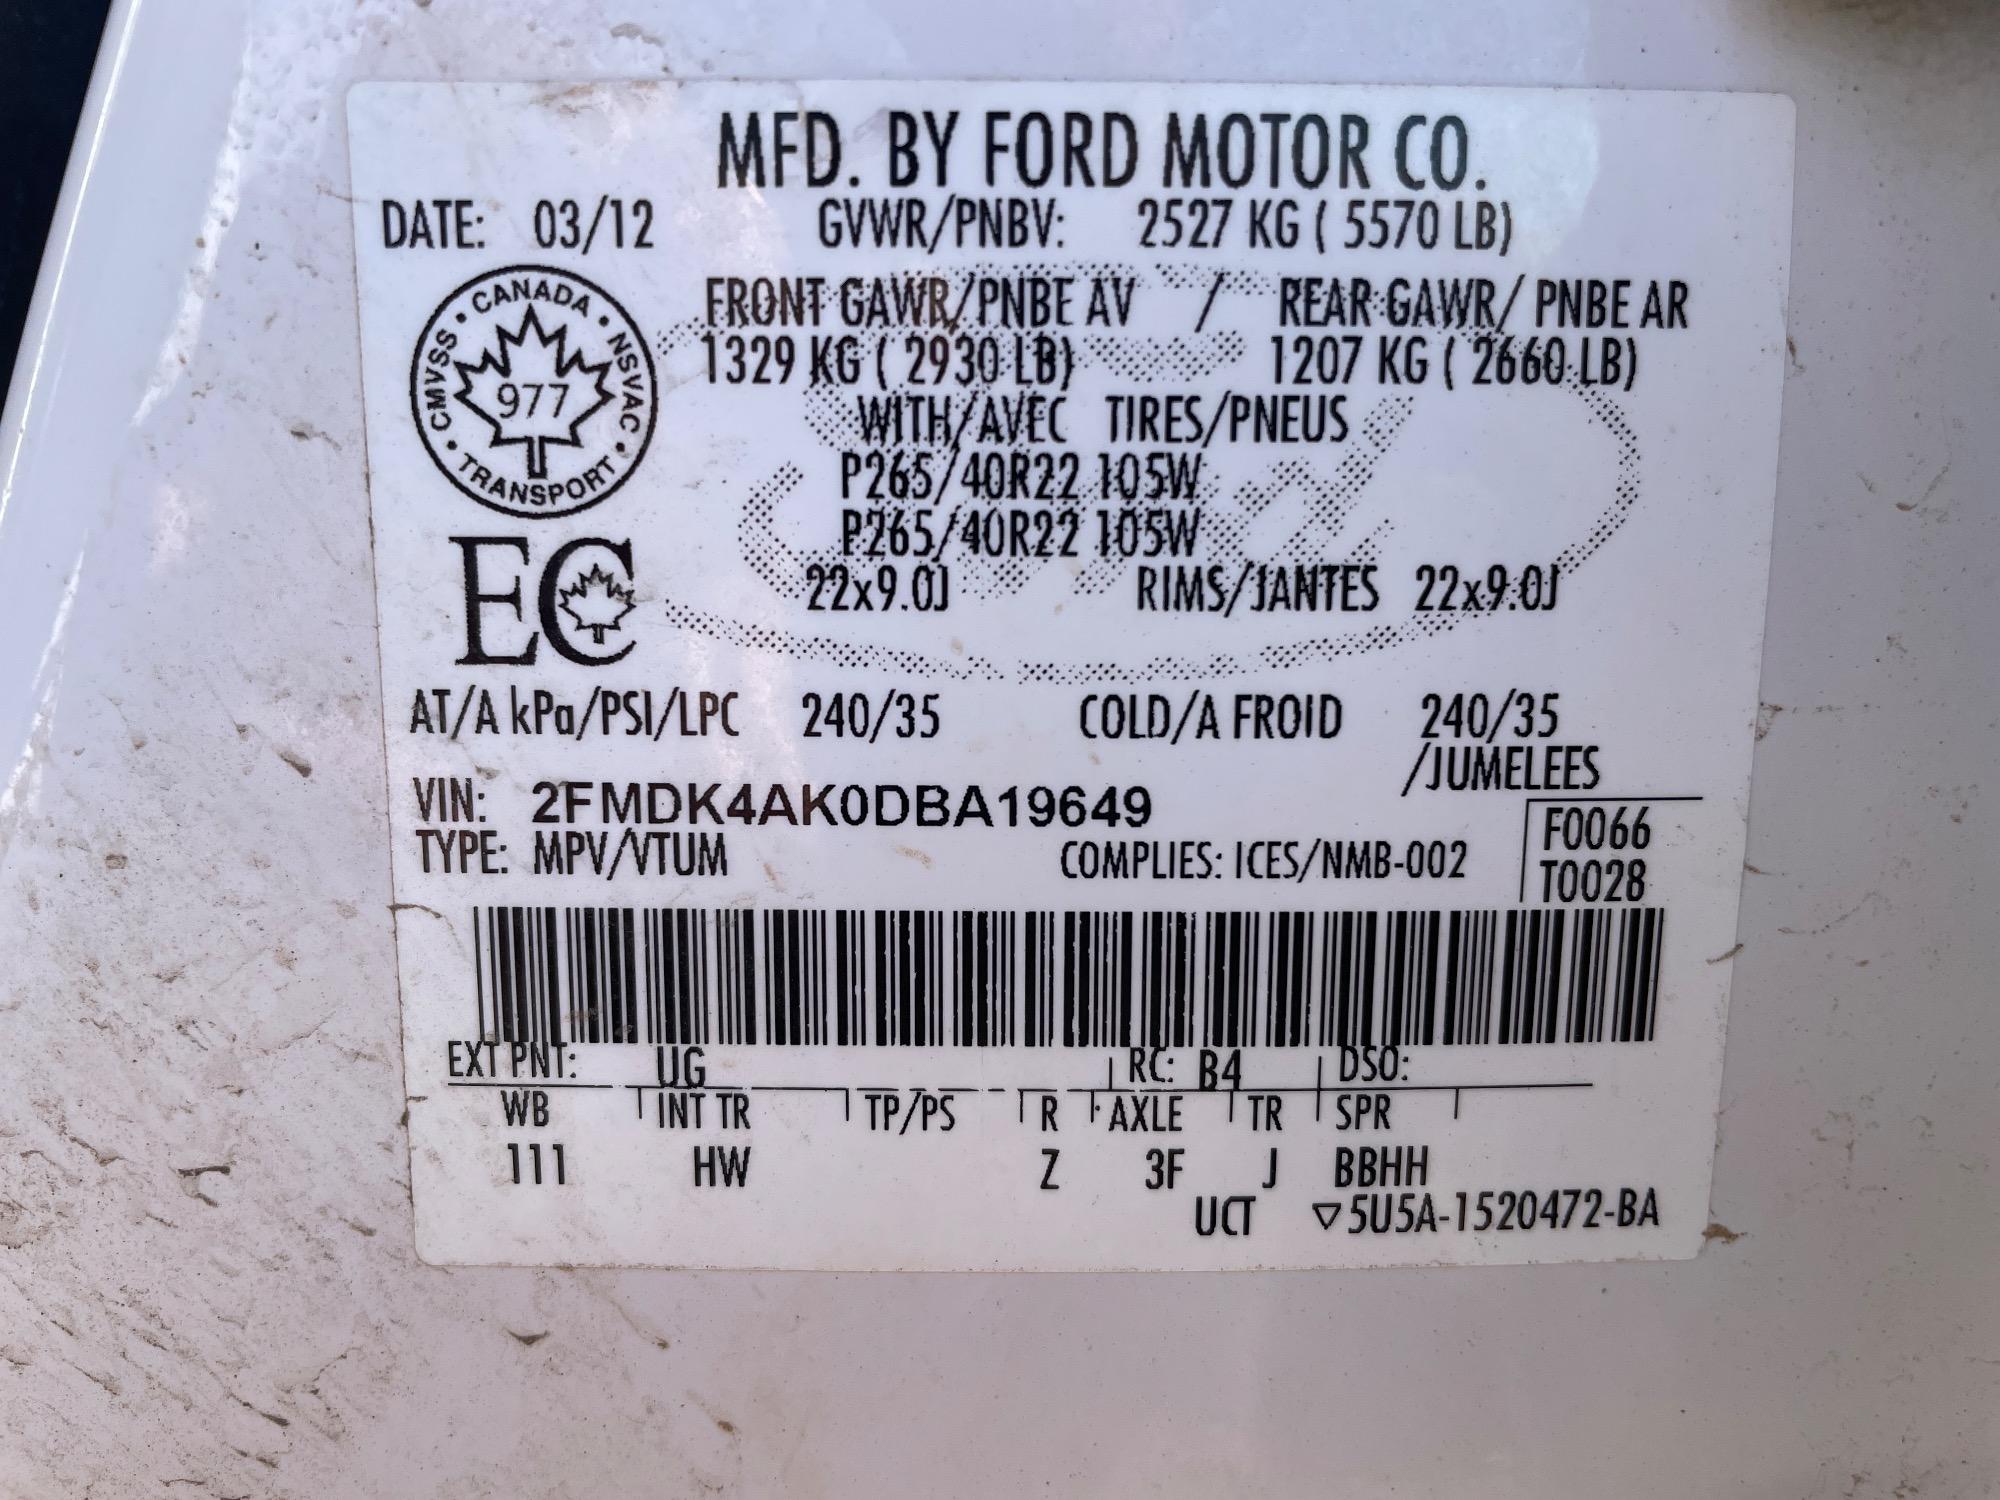 MFD. BY FORD MOTOR CO.
DATE: 03/12 GVWR/PNBV: 2527 KG ( 5570 LB)
CANADA • NSVAC • TRANSPORT • CMVSS •
977
FRONT GAWR/PNBE AV / REAR GAWR/ PNBE AR
1329 KG ( 2930 LB) 1207 KG ( 2660 LB)
WITH/AVEC TIRES/PNEUS
P265/40R22 105W
P265/40R22 105W
EC
22x9.0J RIMS/JANTES 22x9.0J
AT/A kPa/PSI/LPC 240/35 COLD/A FROID 240/35
/JUMELEES
VIN: 2FMDK4AK0DBA19649
TYPE: MPV/VTUM COMPLIES: ICES/NMB-002
F0066
T0028
EXT PNT: UG RC: B4 DSO:
WB INT TR TP/PS R AXLE TR SPR
111 HW Z 3F J BBHH
UCT ▽5U5A-1520472-BA